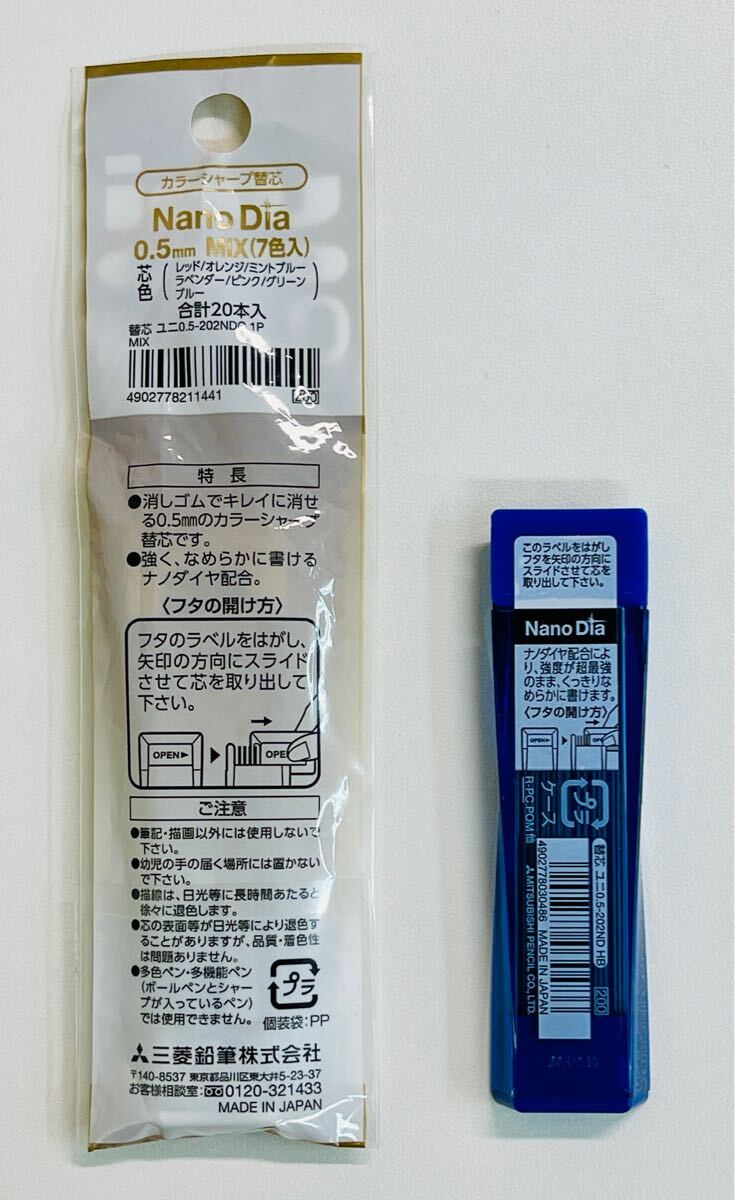 カラーシャープ替芯
Nano Dia
0.5mm MIX(7色入)
芯色
レッド/オレンジ/ミントブルー
ラベンダー/ピンク/グリーン
ブルー
合計20本入
替芯 ユニ0.5-202NDC 1P
MIX
4902778211441
200
特長
●消しゴムでキレイに消せ
る0.5mmのカラーシャープ
替芯です。
●強く、なめらかに書ける
ナノダイヤ配合。
〈フタの開け方〉
フタのラベルをはがし、
矢印の方向にスライド
させて芯を取り出して
下さい。
OPEN
OPE
ご注意
●筆記・描画以外には使用しないで
下さい。
●幼児の手の届く場所には置かない
で下さい。
●描線は、日光等に長時間あたると
徐々に退色します。
●芯の表面等が日光等により退色す
ることがありますが、品質・着色性
は問題ありません。
●多色ペン・多機能ペン
(ボールペンとシャー
プが入っているペン)
では使用できません。
プラ
個装袋:PP
三菱鉛筆株式会社
〒140-8537 東京都品川区東大井5-23-37
お客様相談室:0120-321433
MADE IN JAPAN
このラベルをはがし
フタを矢印の方向に
スライドさせて芯を
取り出して下さい。
Nano Dia
ナノダイヤ配合によ
り、強度が超最強
のまま、くっきりな
めらかに書けます。
〈フタの開け方〉
OPEN
OPE
プラ
ケース
R-PC,POM他
替芯 ユニ0.5-202ND HB
200
4902778030486 MADE IN JAPAN
MITSUBISHI PENCIL CO., LTD.